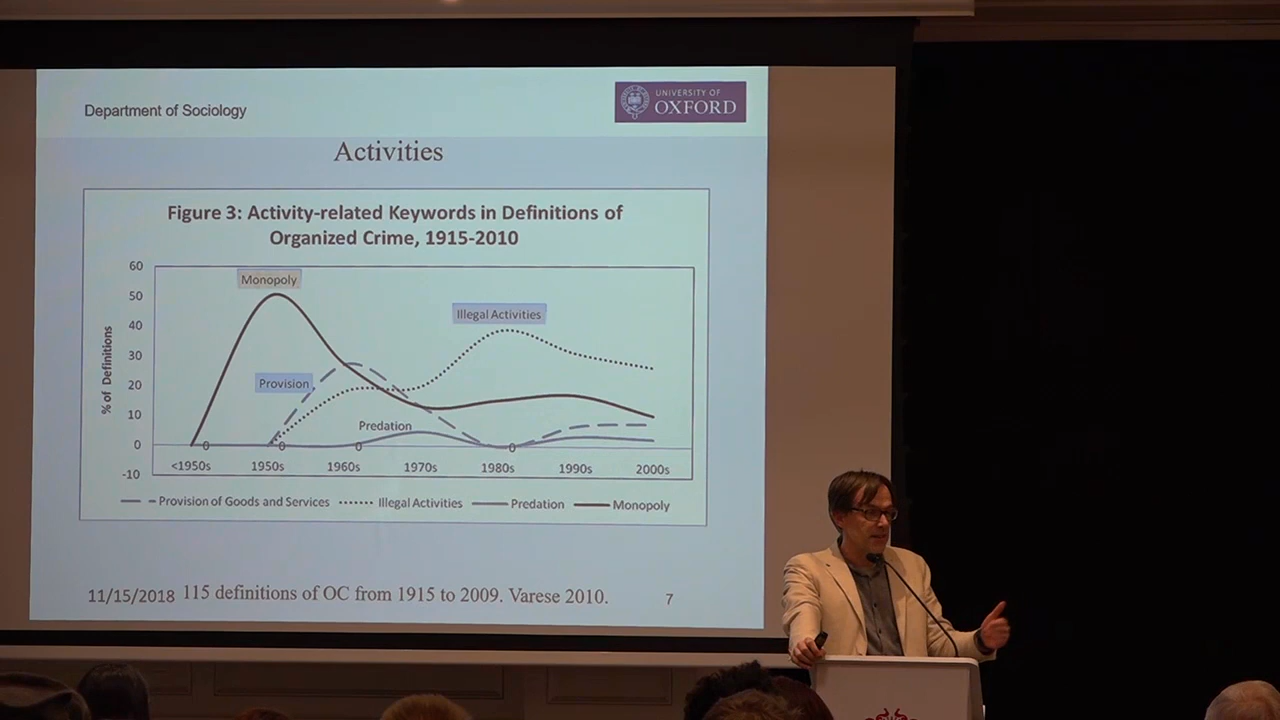 Department of Sociology
UNIVERSITY OF
OXFORD
Activities
Figure 3: Activity-related Keywords in Definitions of
Organized Crime, 1915-2010
60
50
40
30
20
10
0
-10
% of Definitions
Monopoly
Illegal Activities
Provision
Predation
0
0
0
0
<1950s 1950s 1960s 1970s 1980s 1990s 2000s
Provision of Goods and Services Illegal Activities Predation Monopoly
11/15/2018 115 definitions of OC from 1915 to 2009. Varese 2010. 7